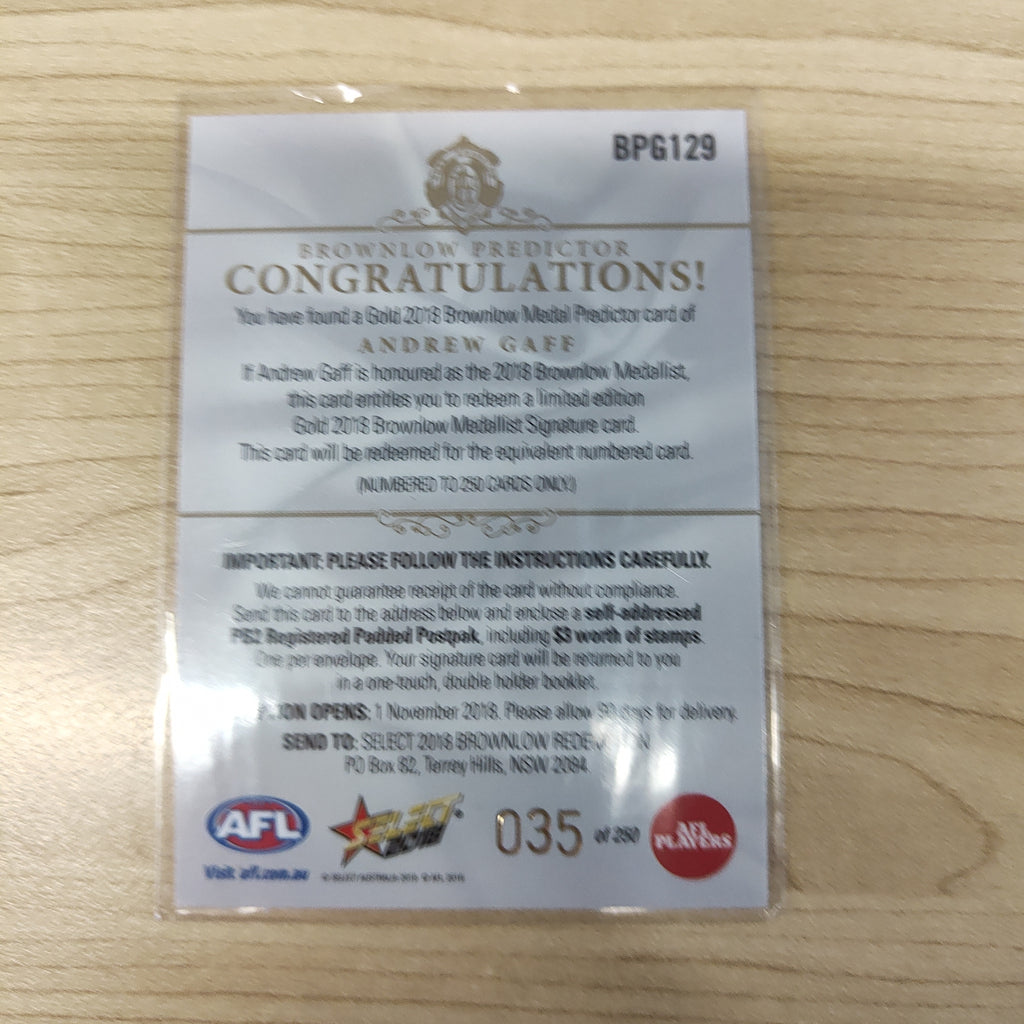 BPG129
BROWNLOW PREDICTOR
CONGRATULATIONS!
You have found a Gold 2018 Brownlow Medal Predictor card of
ANDREW GAFF
If Andrew Gaff is honoured as the 2018 Brownlow Medallist,
this card entitles you to redeem a limited edition
Gold 2018 Brownlow Medallist Signature card.
This card will be redeemed for the equivalent numbered card.
(NUMBERED TO 250 CARDS ONLY)
IMPORTANT: PLEASE FOLLOW THE INSTRUCTIONS CAREFULLY.
We cannot guarantee receipt of the card without compliance.
Send this card to the address below and enclose a self-addressed
PB2 Registered Padded Postpak, including $3 worth of stamps.
One per envelope. Your signature card will be returned to you
in a one-touch, double holder booklet.
OPENS: 1 November 2018. Please allow 90 days for delivery.
SEND TO: SELECT 2018 BROWNLOW
PO Box 82, Terrey Hills, NSW 2084
AFL
SELECT 2018
035 of 250
AFL PLAYERS
Visit afl.com.au
© SELECT AUSTRALIA 2018. © AFL 2018.